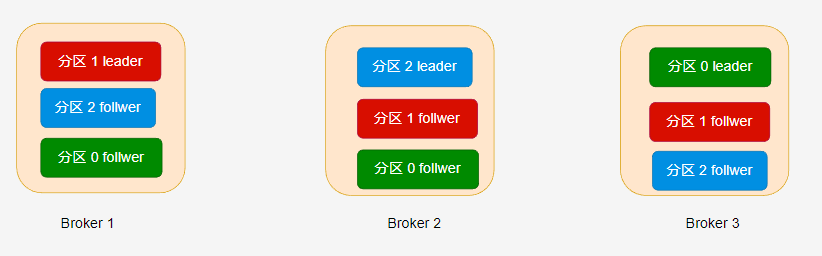 分区 1 leader
分区 2 follwer
分区 0 follwer
Broker 1
分区 2 leader
分区 1 follwer
分区 0 follwer
Broker 2
分区 0 leader
分区 1 follwer
分区 2 follwer
Broker 3